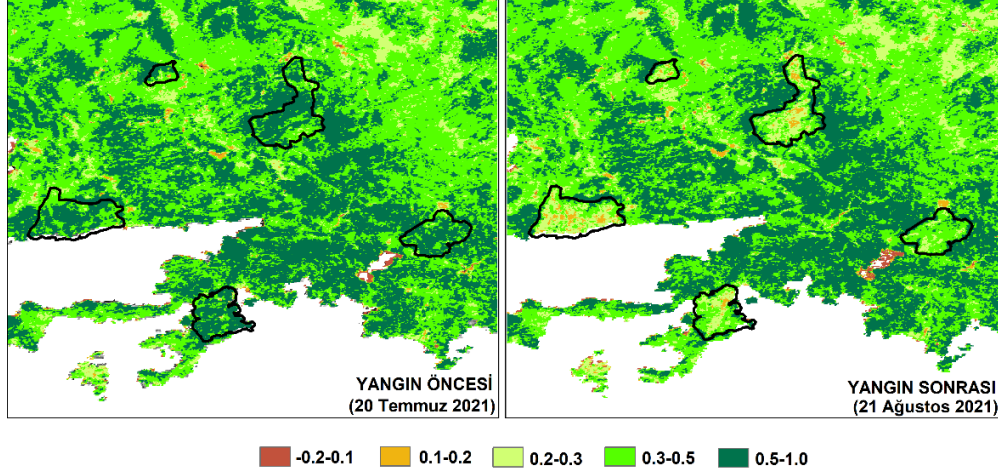 YANGIN ÖNCESİ
(20 Temmuz 2021)
YANGIN SONRASI
(21 Ağustos 2021)
-0.2-0.1 0.1-0.2 0.2-0.3 0.3-0.5 0.5-1.0